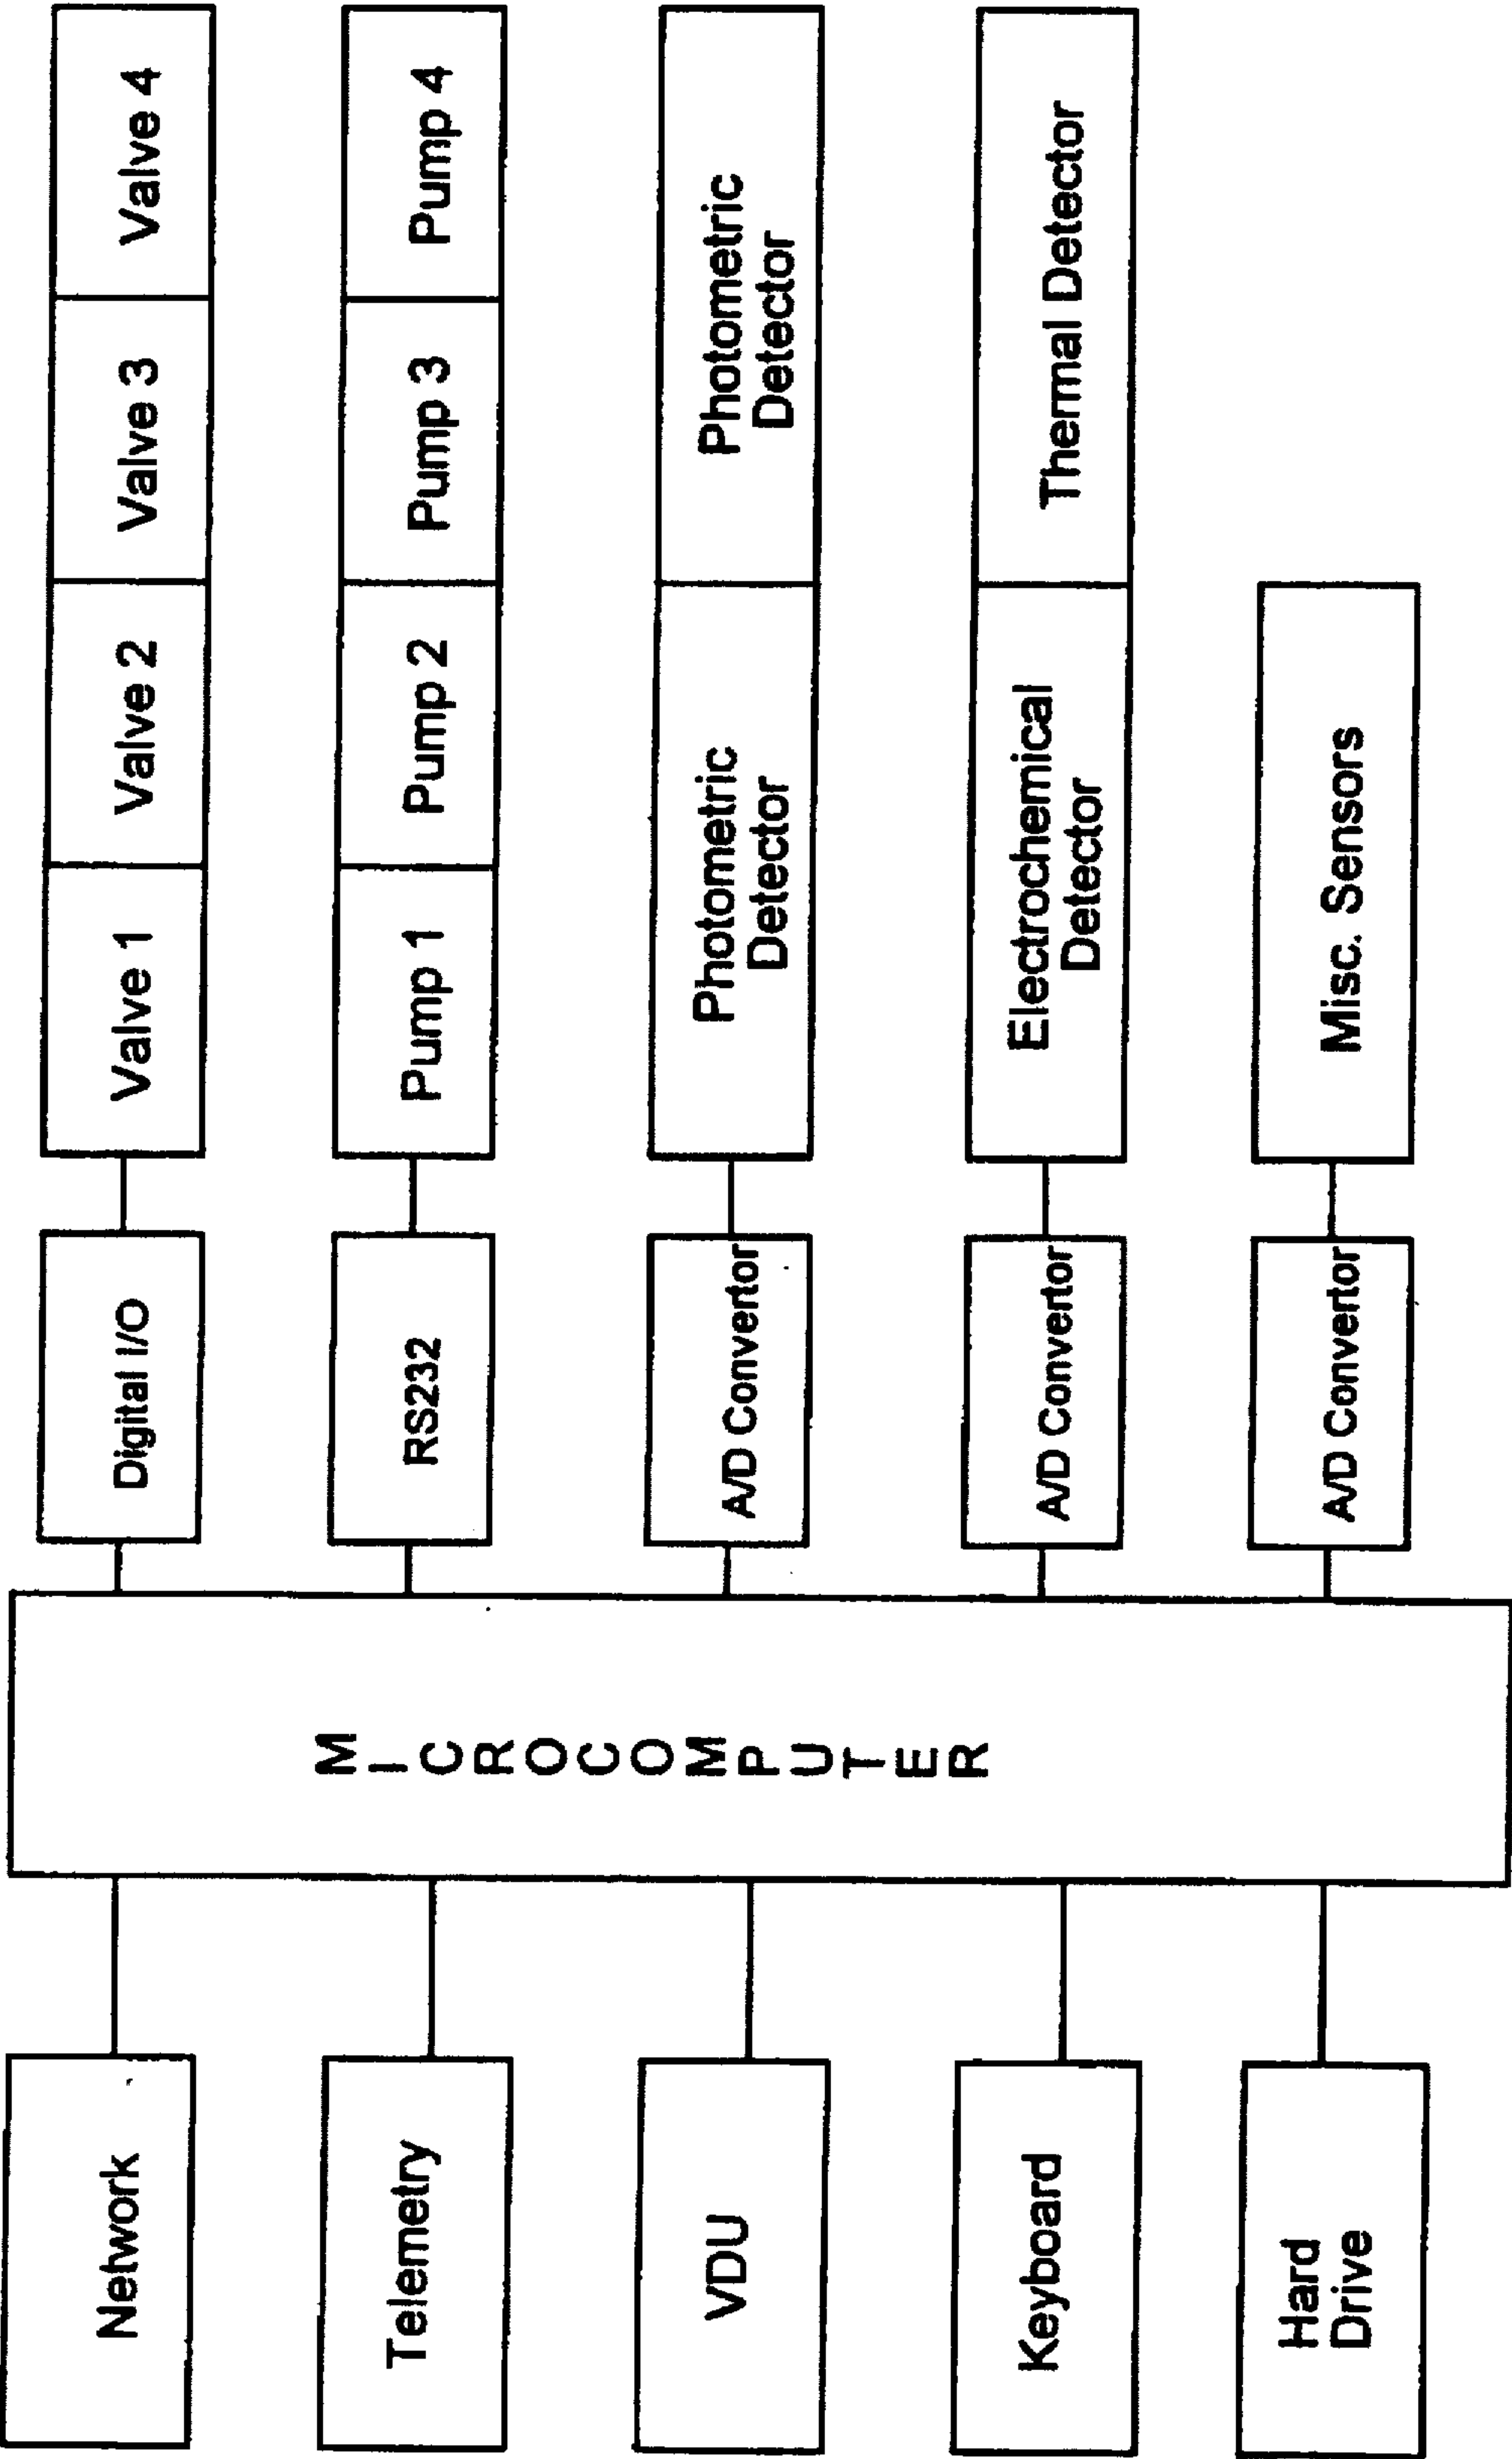 Network
Telemetry
VDU
Keyboard
Hard
Drive
MICROCOMPUTER
Digital I/O
Valve 1
Valve 2
Valve 3
Valve 4
RS232
Pump 1
Pump 2
Pump 3
Pump 4
A/D Convertor
Photometric
Detector
Photometric
Detector
A/D Convertor
Electrochemical
Detector
Thermal Detector
A/D Convertor
Misc. Sensors